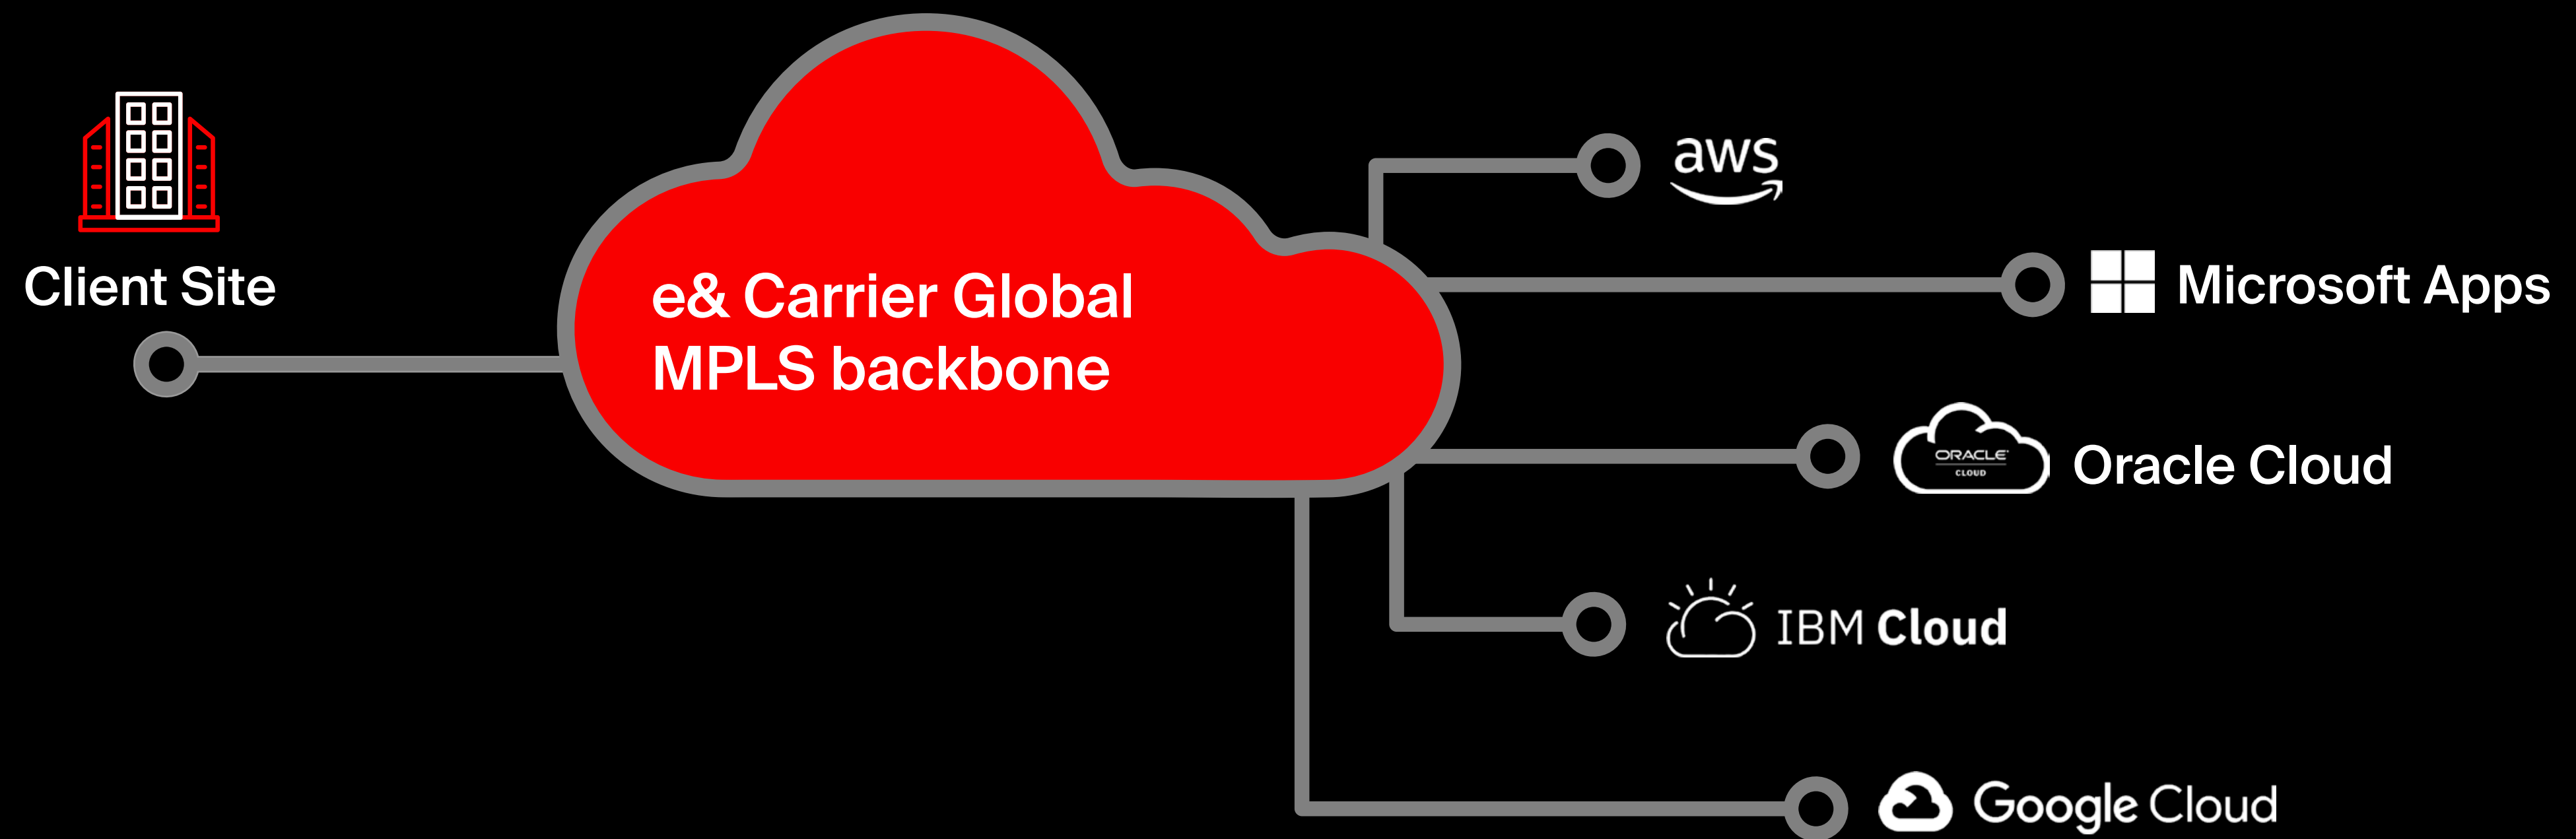 Client Site
e& Carrier Global
MPLS backbone
aws
Microsoft Apps
ORACLE
CLOUD
Oracle Cloud
IBM Cloud
Google Cloud